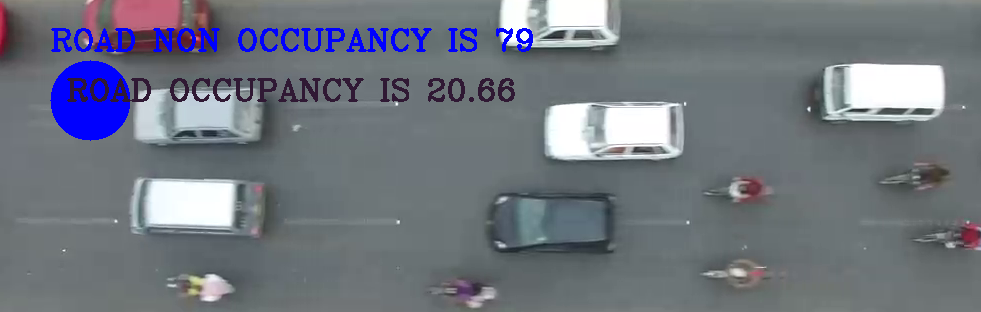 ROAD NON OCCUPANCY IS 79
ROAD OCCUPANCY IS 20.66